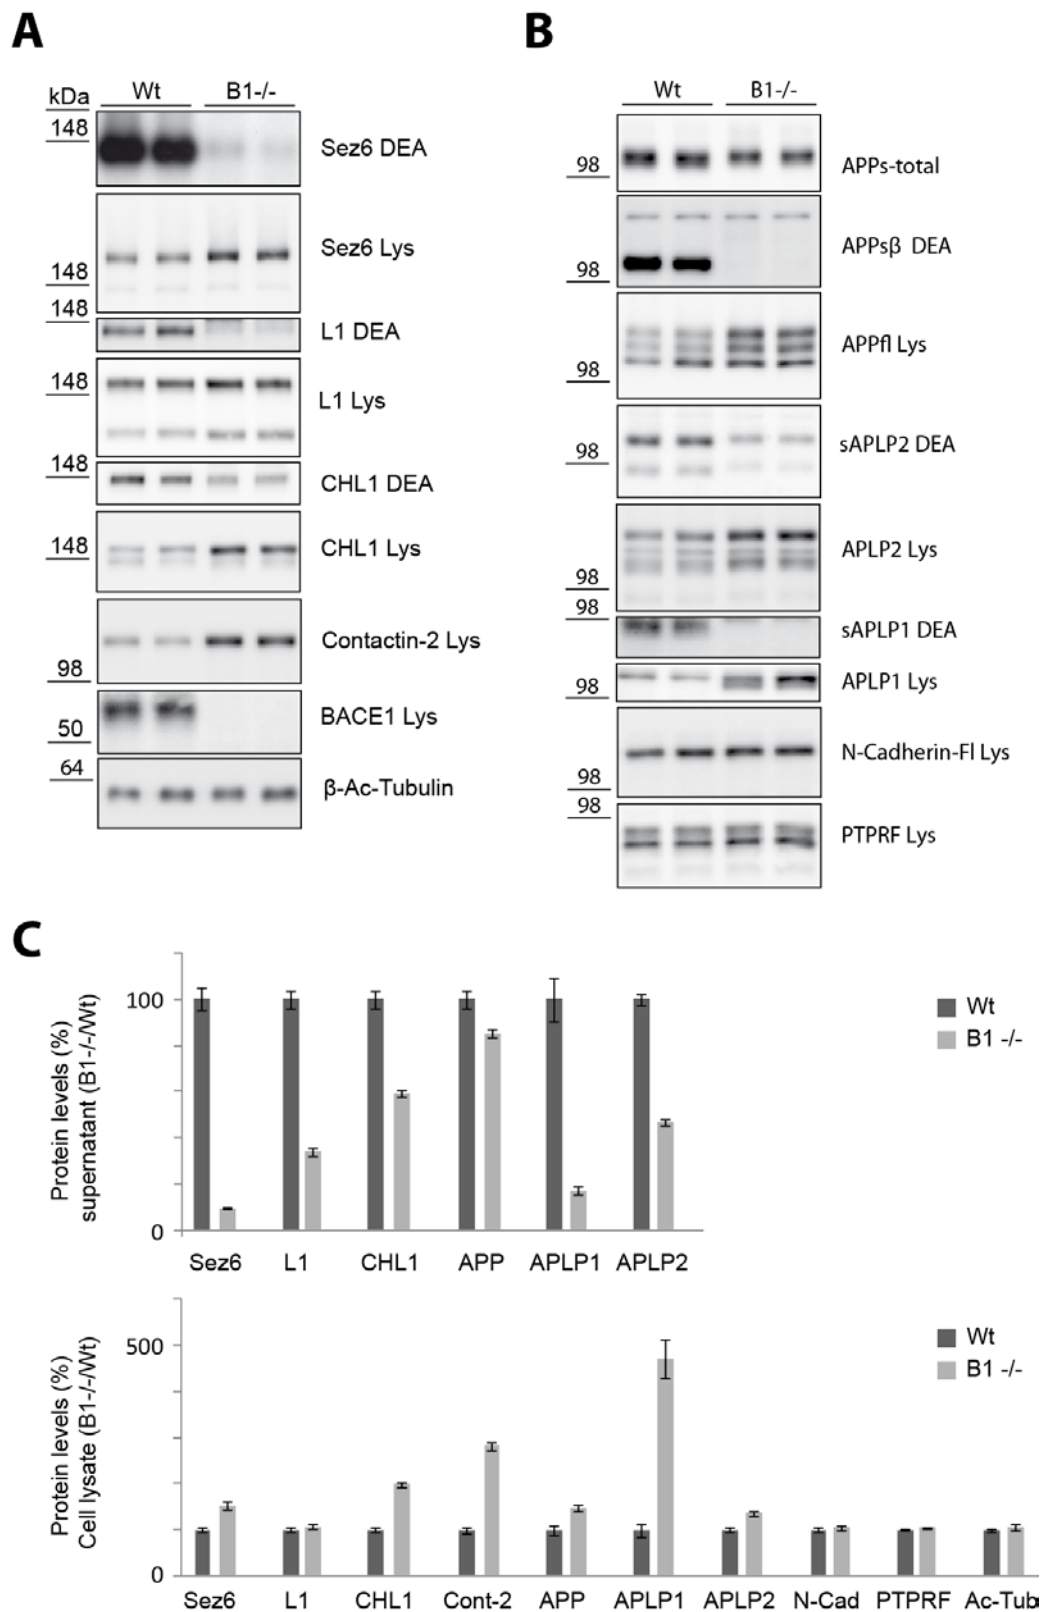 A
B
kDa
Wt
B1-/-
148
Sez6 DEA
Sez6 Lys
148
148
L1 DEA
148
L1 Lys
148
CHL1 DEA
148
CHL1 Lys
Contactin-2 Lys
98
BACE1 Lys
50
64
β-Ac-Tubulin
Wt
B1-/-
98
APPs-total
98
APPsβ DEA
APPfl Lys
98
sAPLP2 DEA
98
APLP2 Lys
98
98
sAPLP1 DEA
98
APLP1 Lys
N-Cadherin-Fl Lys
98
98
PTPRF Lys
C
Protein levels (%)
supernatant (B1-/-/Wt)
100
0
Sez6 L1 CHL1 APP APLP1 APLP2
Wt
B1 -/-
Protein levels (%)
Cell lysate (B1-/-/Wt)
500
0
Sez6 L1 CHL1 Cont-2 APP APLP1 APLP2 N-Cad PTPRF Ac-Tub
Wt
B1 -/-